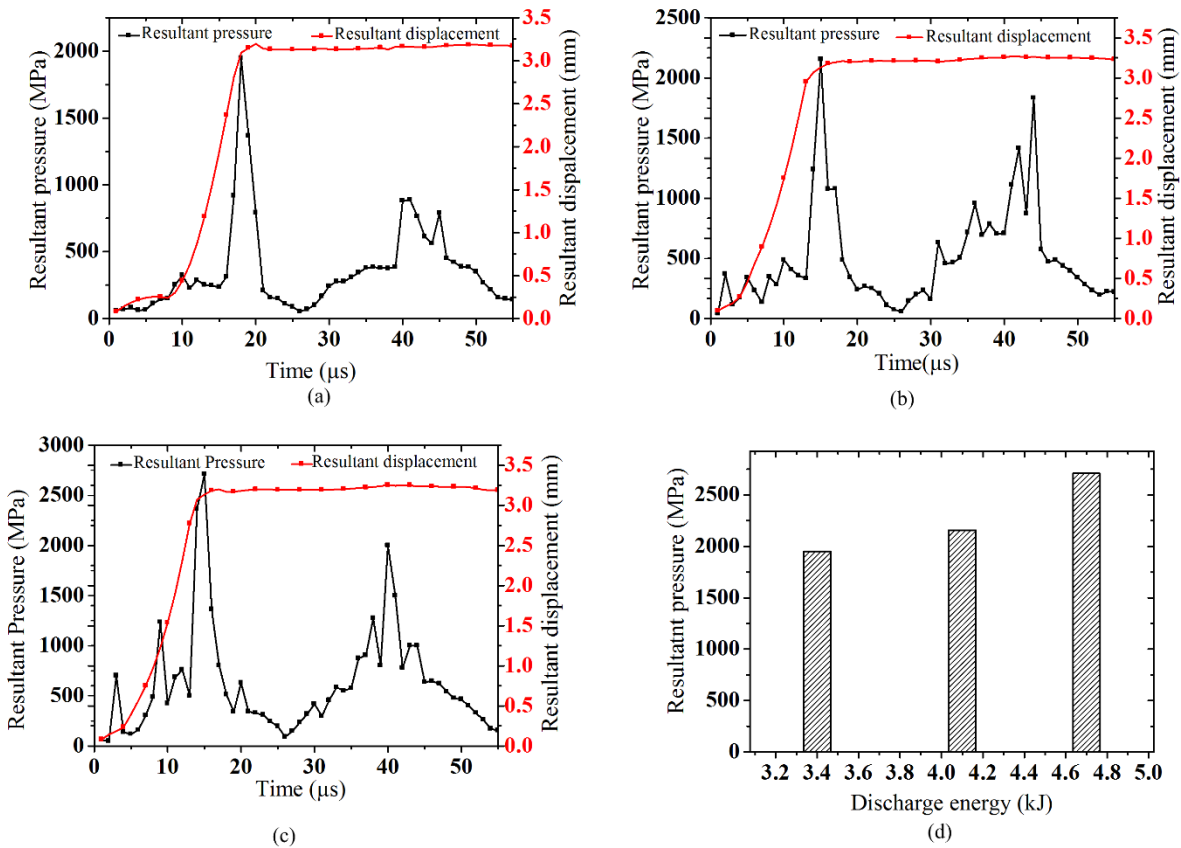 Resultant pressure
Resultant displacement
Resultant pressure (MPa)
2000
1500
1000
500
0
3.5
3.0
2.5
2.0
1.5
1.0
0.5
0.0
Resultant dispalcement (mm)
0 10 20 30 40 50
Time (µs)
(a)
Resultant pressure
Resultant displacement
Resultant pressure (MPa)
2500
2000
1500
1000
500
0
3.5
3.0
2.5
2.0
1.5
1.0
0.5
0.0
Resultant displacement (mm)
0 10 20 30 40 50
Time(µs)
(b)
Resultant Pressure
Resultant displacement
Resultant Pressure (MPa)
3000
2500
2000
1500
1000
500
0
3.5
3.0
2.5
2.0
1.5
1.0
0.5
0.0
Resultant displacement (mm)
0 10 20 30 40 50
Time (µs)
(c)
Resultatnt pressure (MPa)
2500
2000
1500
1000
500
0
3.2 3.4 3.6 3.8 4.0 4.2 4.4 4.6 4.8 5.0
Discharge energy (kJ)
(d)